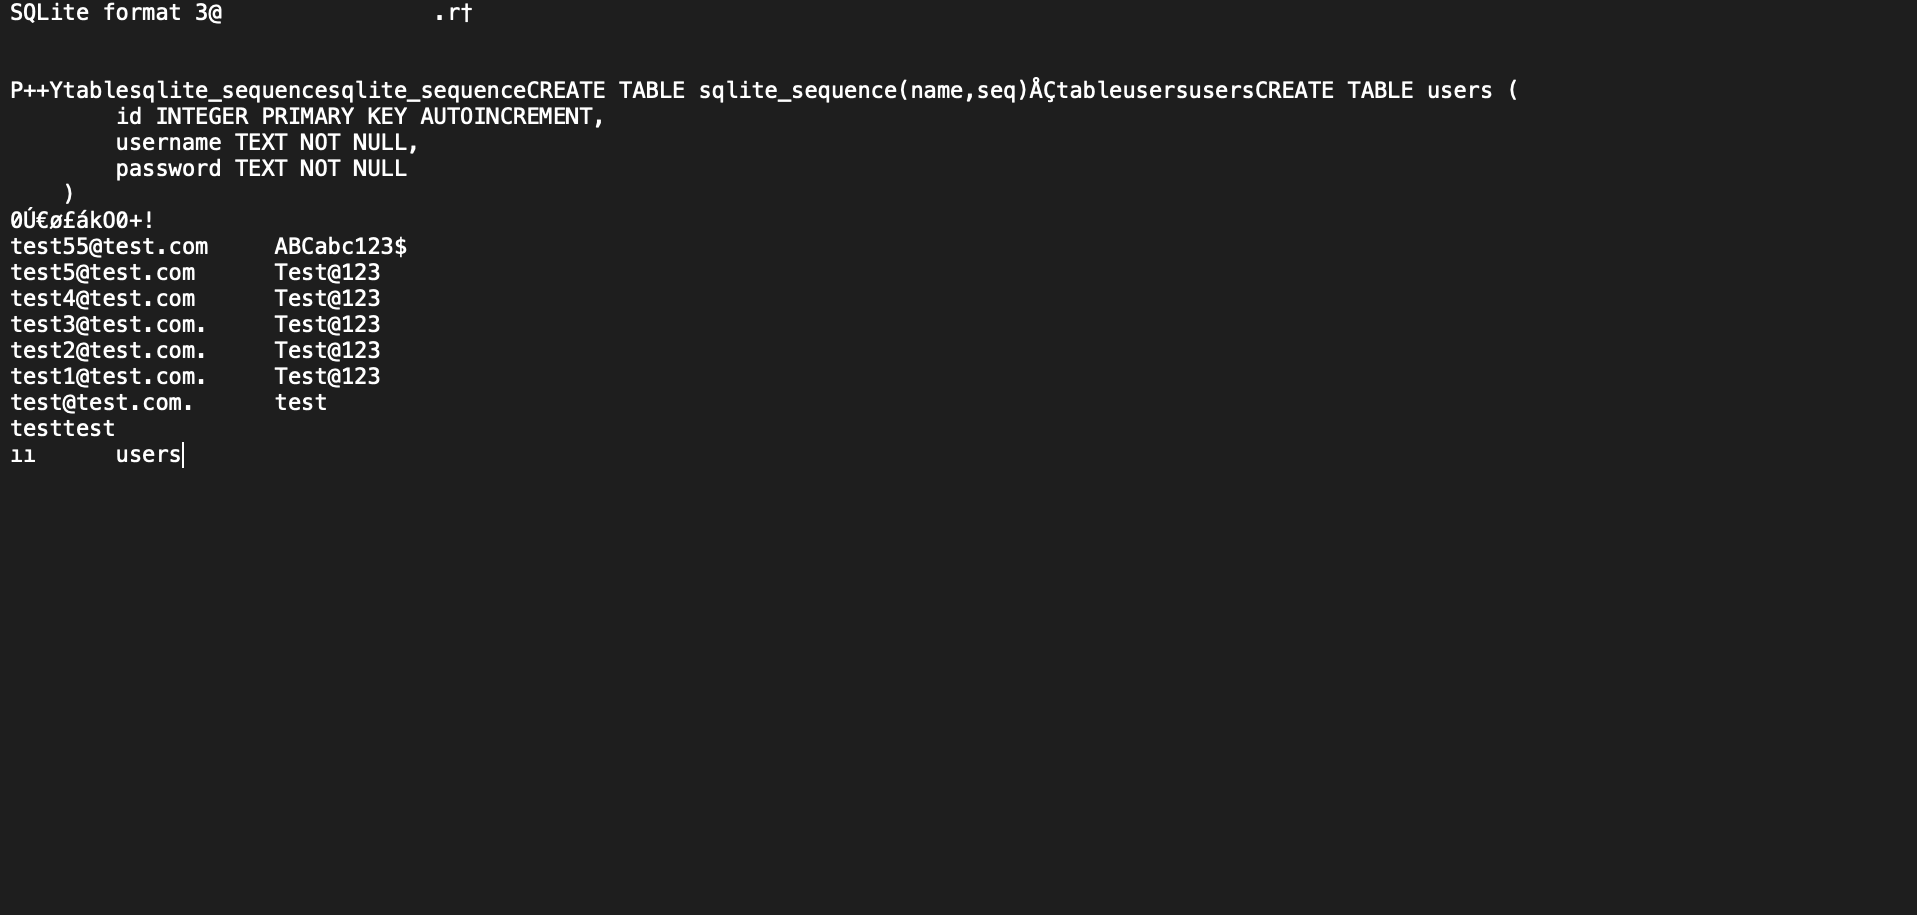 SQLite format 3@                .r†
P++Ytablesqlite_sequencesqlite_sequenceCREATE TABLE sqlite_sequence(name,seq)ÅÇtableusersusersCREATE TABLE users (
        id INTEGER PRIMARY KEY AUTOINCREMENT,
        username TEXT NOT NULL,
        password TEXT NOT NULL
    )
0Ú€ø£ákO0+!
test55@test.com     ABCabc123$
test5@test.com      Test@123
test4@test.com      Test@123
test3@test.com.     Test@123
test2@test.com.     Test@123
test1@test.com.     Test@123
test@test.com.      test
testtest
ıı      users